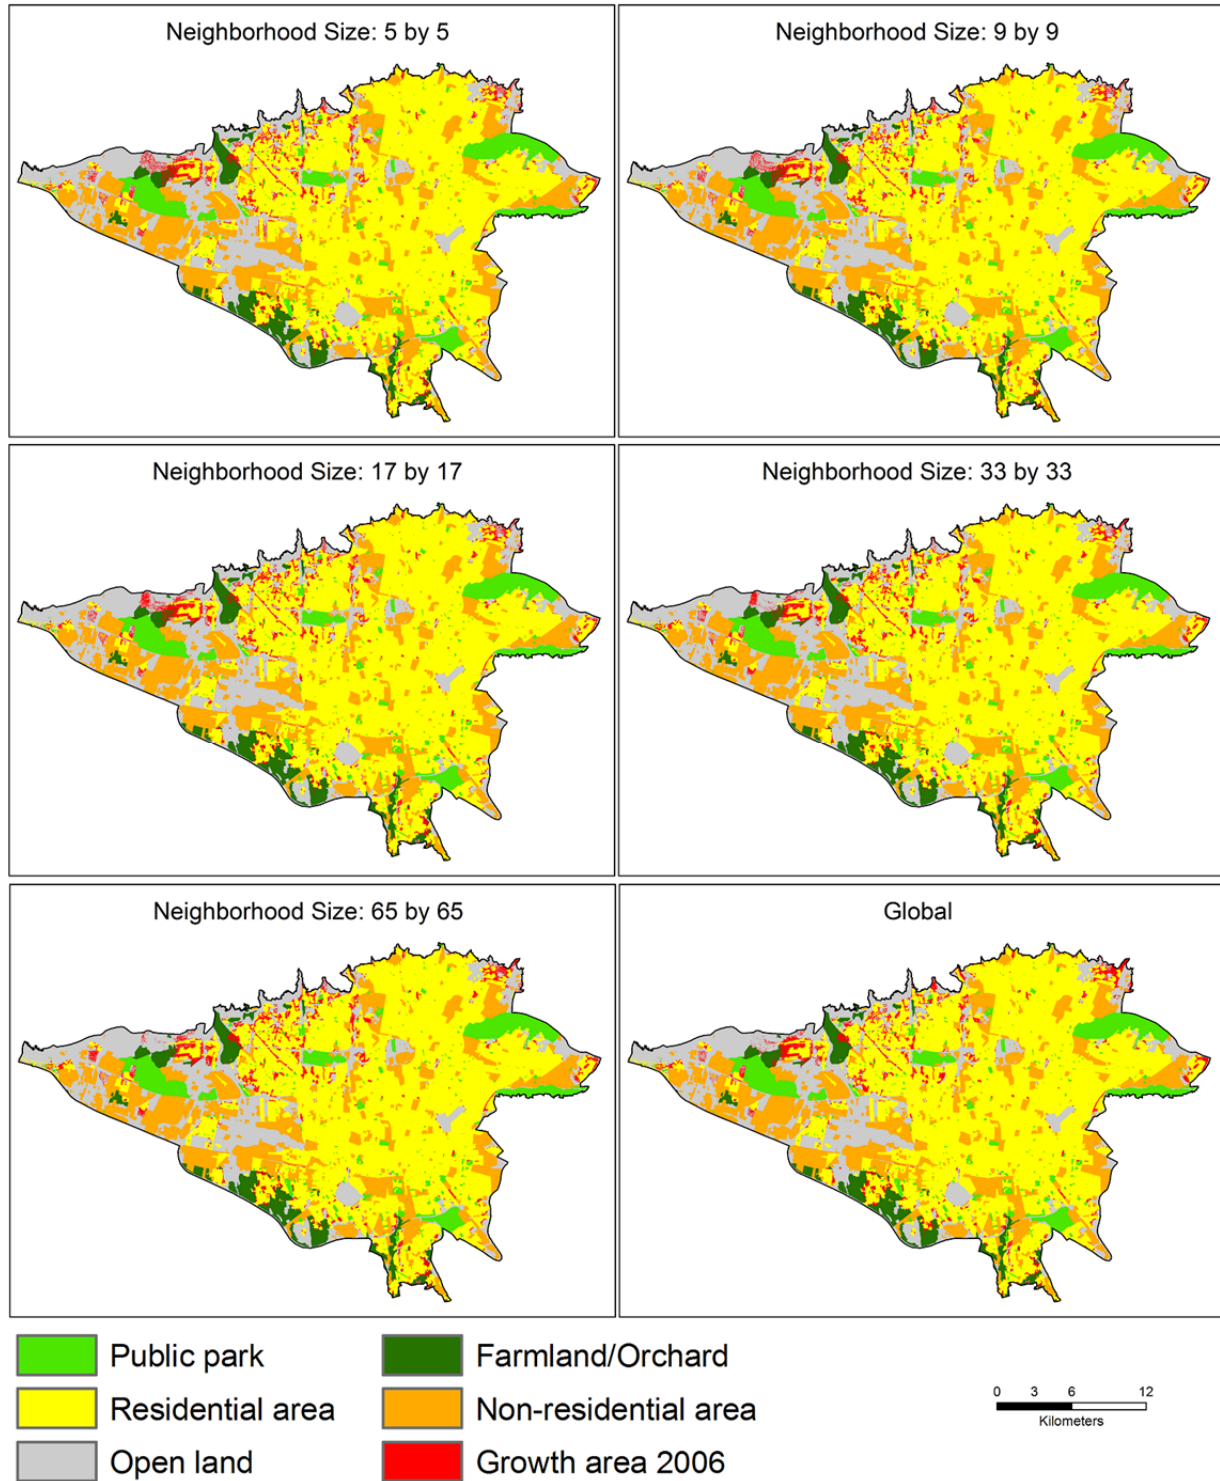 Neighborhood Size: 5 by 5
Neighborhood Size: 9 by 9
Neighborhood Size: 17 by 17
Neighborhood Size: 33 by 33
Neighborhood Size: 65 by 65
Global
Public park
Farmland/Orchard
Residential area
Non-residential area
Open land
Growth area 2006
0 3 6 12
Kilometers